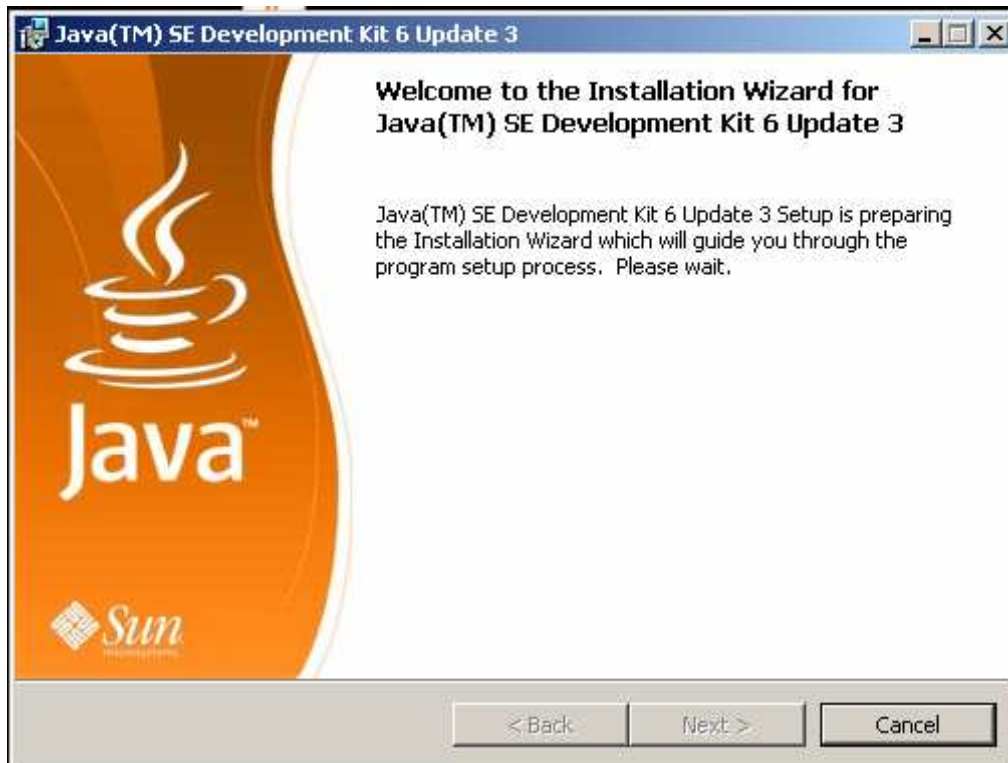 Java(TM) SE Development Kit 6 Update 3
Welcome to the Installation Wizard for
Java(TM) SE Development Kit 6 Update 3
Java(TM) SE Development Kit 6 Update 3 Setup is preparing
the Installation Wizard which will guide you through the
program setup process.  Please wait.
Java™
Sun
microsystems
< Back
Next >
Cancel